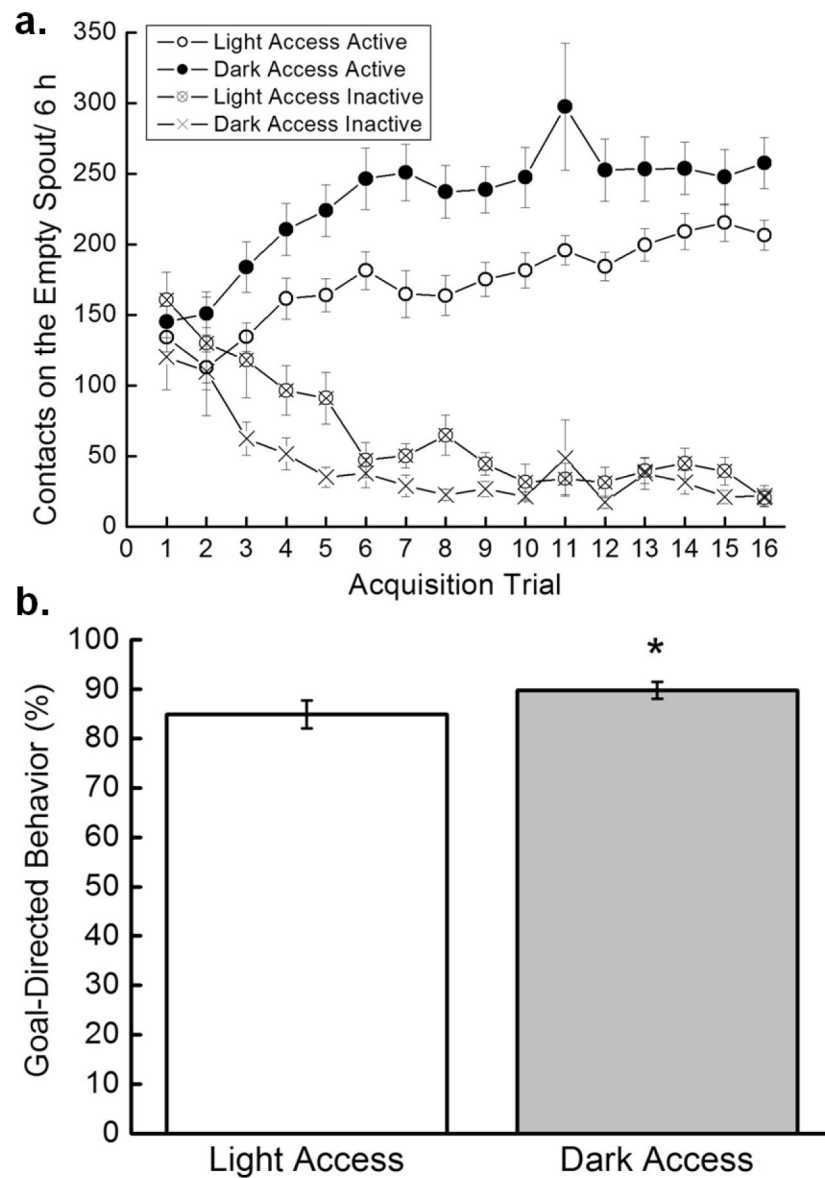 a.
350
300
250
200
150
100
50
0
Contacts on the Empty Spout/ 6 h
Light Access Active
Dark Access Active
Light Access Inactive
Dark Access Inactive
0 1 2 3 4 5 6 7 8 9 10 11 12 13 14 15 16
Acquisition Trial
b.
100
90
80
70
60
50
40
30
20
10
0
Goal-Directed Behavior (%)
*
Light Access Dark Access